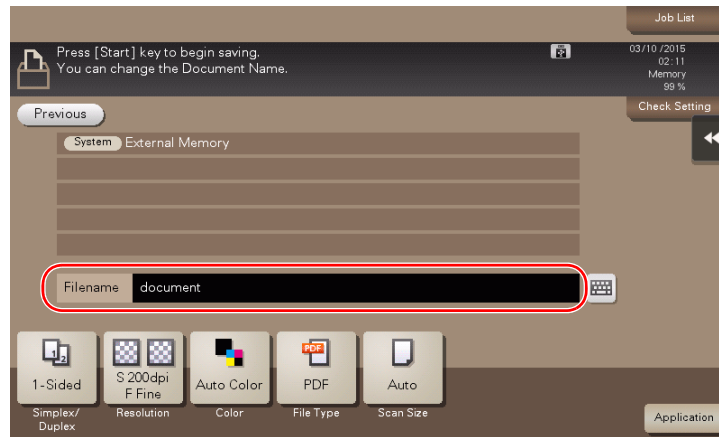 Job List
Press [Start] key to begin saving.
You can change the Document Name.
03/10 /2015
02:11
Memory
99 %
Previous
Check Setting
System External Memory
Filename document
1 2
1-Sided
S 200dpi
F Fine
Auto Color
PDF
PDF
Auto
Simplex/
Duplex
Resolution
Color
File Type
Scan Size
Application